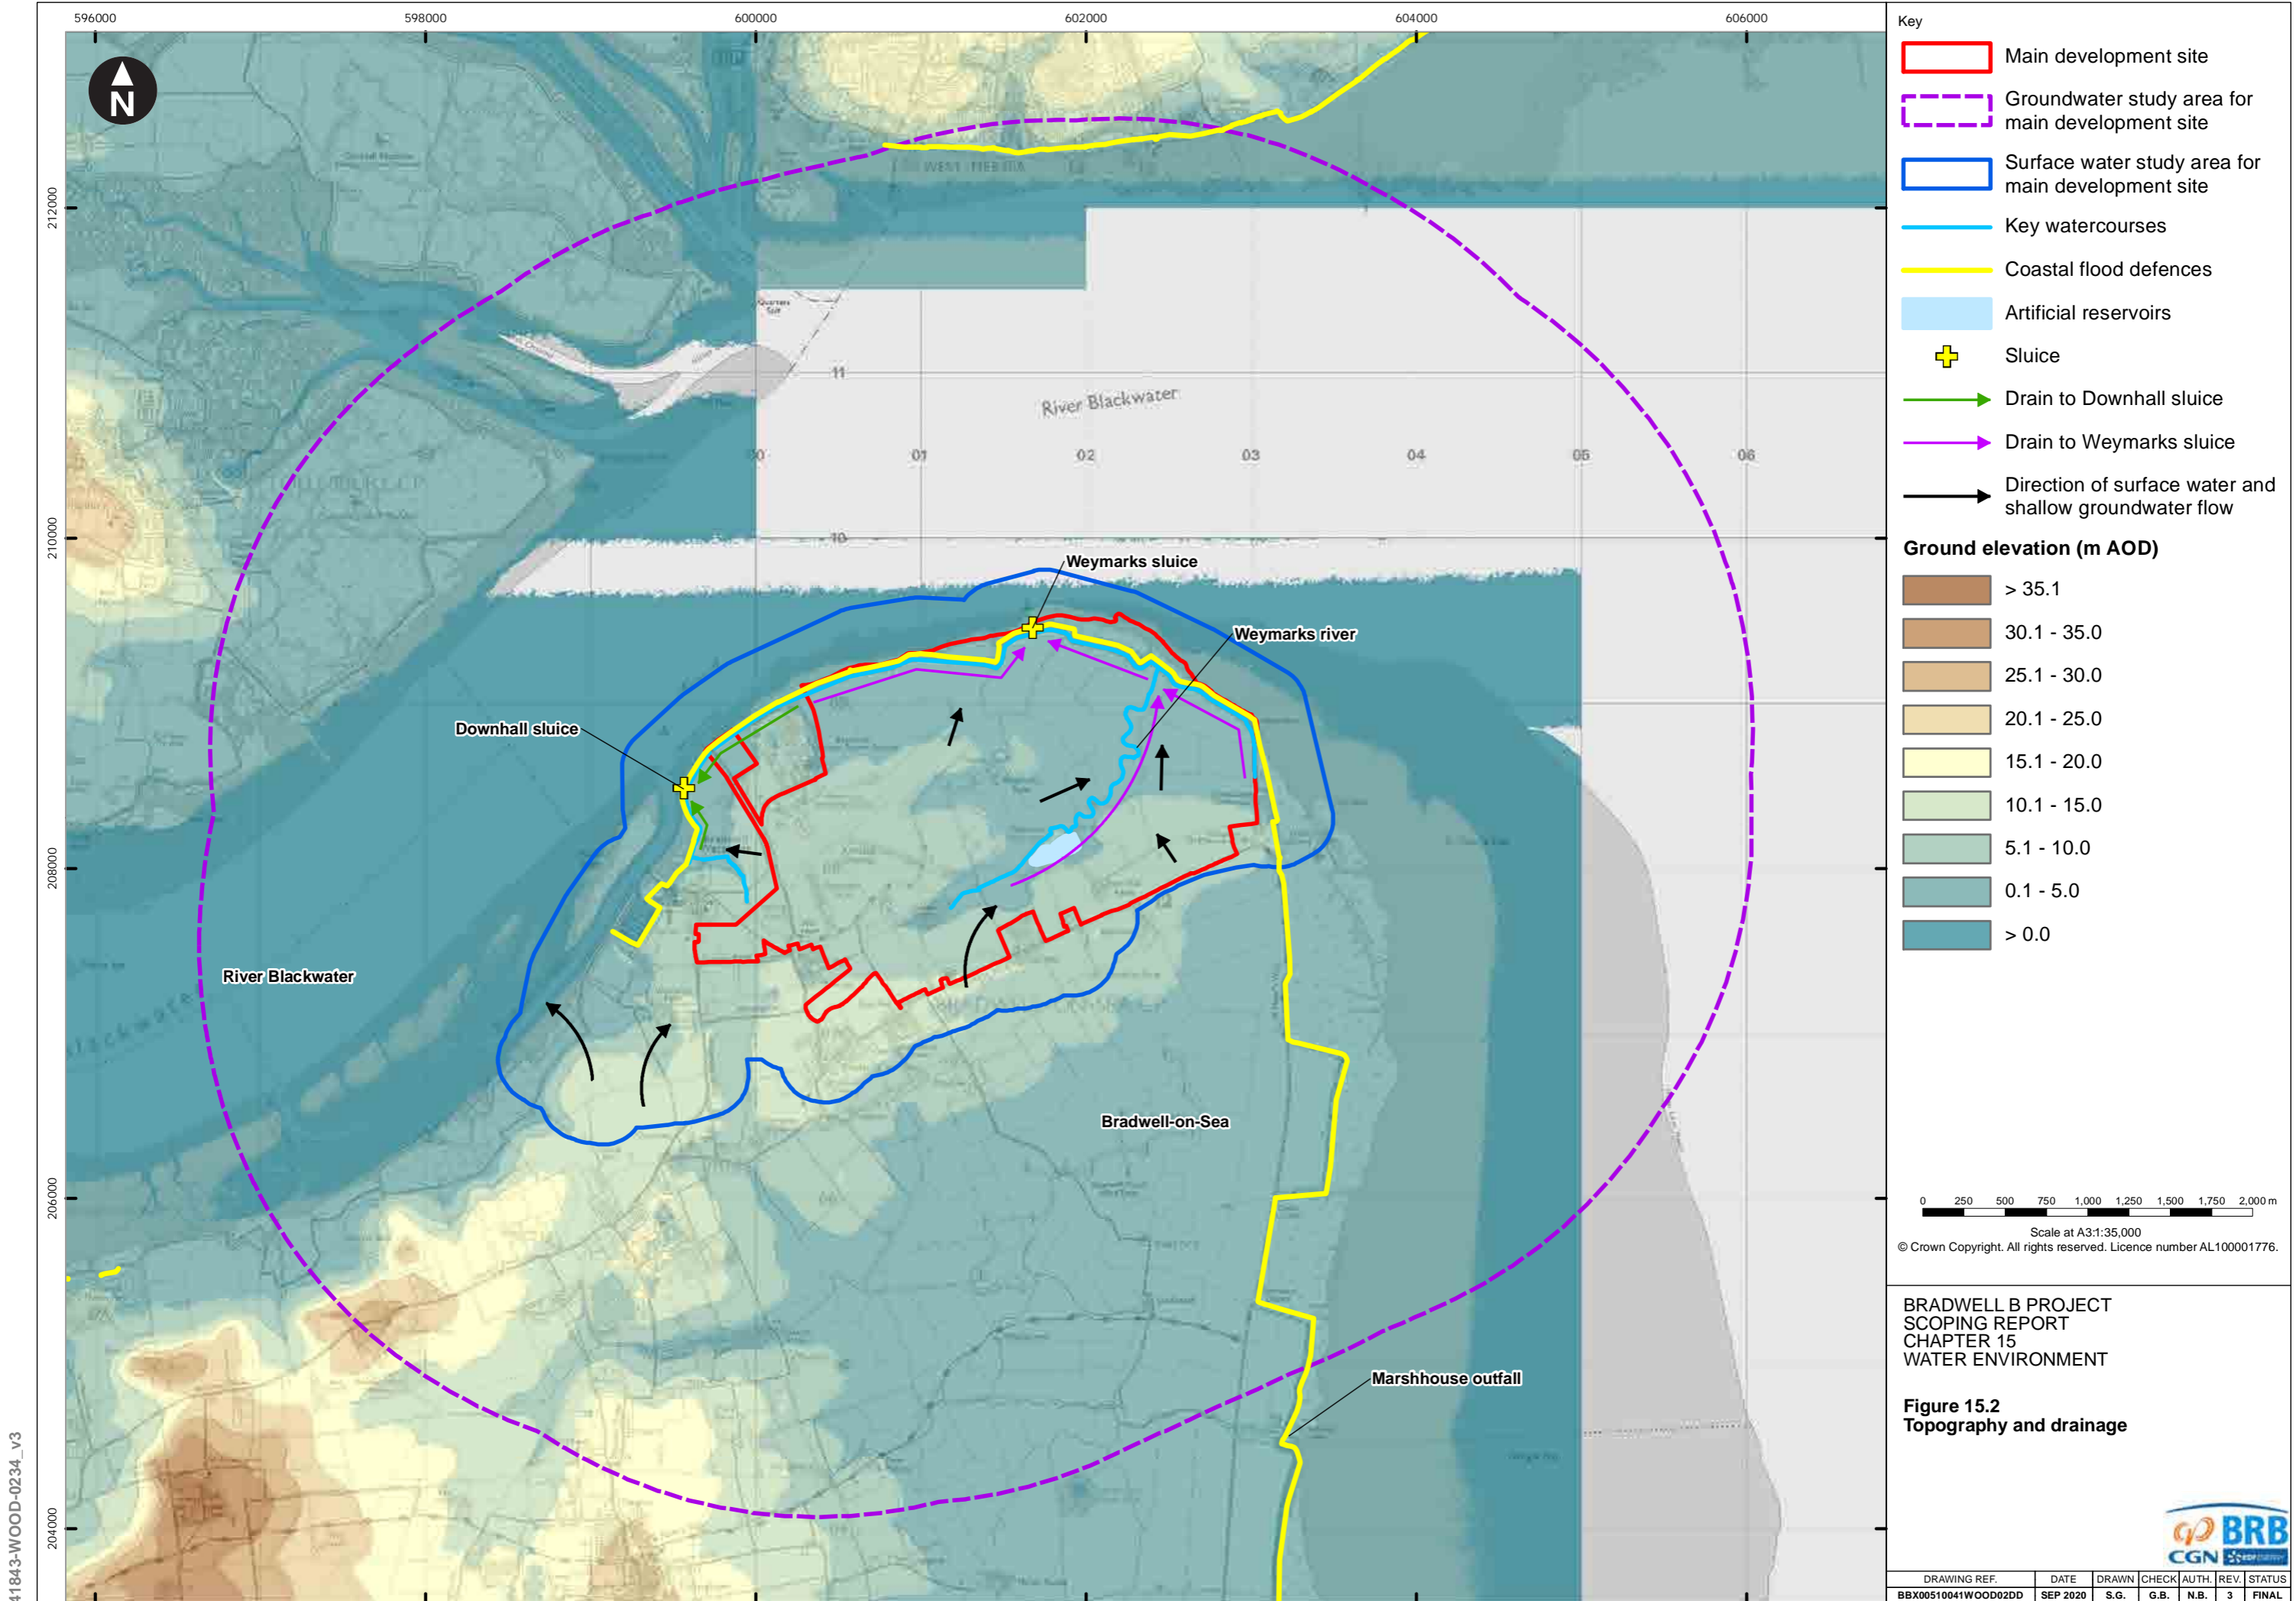 596000
598000
600000
602000
604000
606000
212000
210000
208000
206000
204000
N
WEST MERSEA
11
River Blackwater
00
01
02
03
04
05
06
10
Weymarks sluice
Weymarks river
Downhall sluice
River Blackwater
Blackwater
Bradwell-on-Sea
Marshhouse outfall
41843-WOOD-0234_v3
Key
Main development site
Groundwater study area for
main development site
Surface water study area for
main development site
Key watercourses
Coastal flood defences
Artificial reservoirs
Sluice
Drain to Downhall sluice
Drain to Weymarks sluice
Direction of surface water and
shallow groundwater flow
Ground elevation (m AOD)
> 35.1
30.1 - 35.0
25.1 - 30.0
20.1 - 25.0
15.1 - 20.0
10.1 - 15.0
5.1 - 10.0
0.1 - 5.0
> 0.0
0 250 500 750 1,000 1,250 1,500 1,750 2,000 m
Scale at A3:1:35,000
© Crown Copyright. All rights reserved. Licence number AL100001776.
BRADWELL B PROJECT
SCOPING REPORT
CHAPTER 15
WATER ENVIRONMENT
Figure 15.2
Topography and drainage
BRB
CGN edf ENERGY
DRAWING REF. DATE DRAWN CHECK AUTH. REV. STATUS
BBX00510041WOOD02DD SEP 2020 S.G. G.B. N.B. 3 FINAL